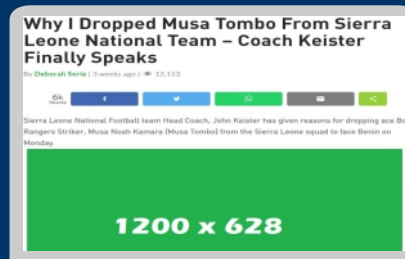 Why I Dropped Musa Tombo From Sierra
Leone National Team – Coach Keister
Finally Speaks
By Deborah Sorie | 3 weeks ago | 12,153
6k
Shares
Sierra Leone National Football team Head Coach, John Keister has given reasons for dropping ace Bo
Rangers Striker, Musa Noah Kamara [Musa Tombo] from the Sierra Leone squad to face Benin on
Monday.
1200 x 628